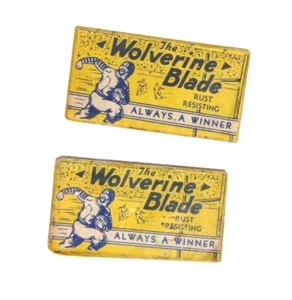 The
Wolverine
Blade
RUST
RESISTING
ALWAYS A WINNER
The
Wolverine
Blade
RUST
RESISTING
ALWAYS A WINNER